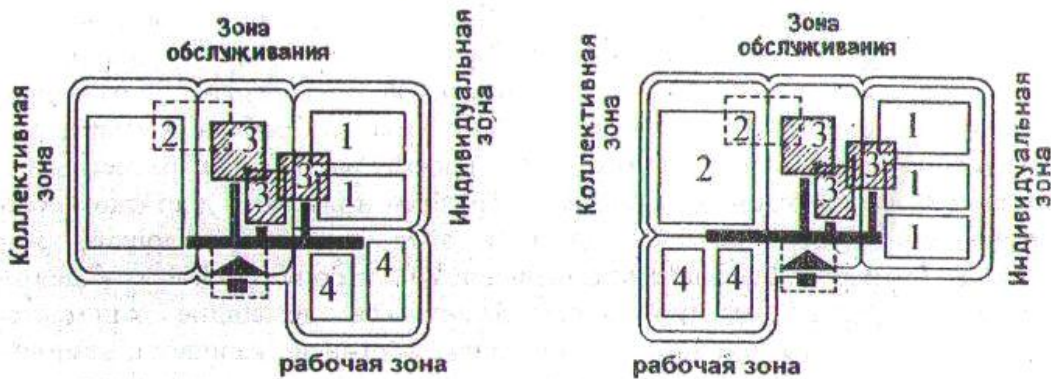 Зона
обслуживания
Коллективная
зона
Индивидуальная
зона
2
3
1
3
3
1
4
4
рабочая зона
Зона
обслуживания
Коллективная
зона
Индивидуальная
зона
2
2
3
1
3
3
1
1
4
4
рабочая зона